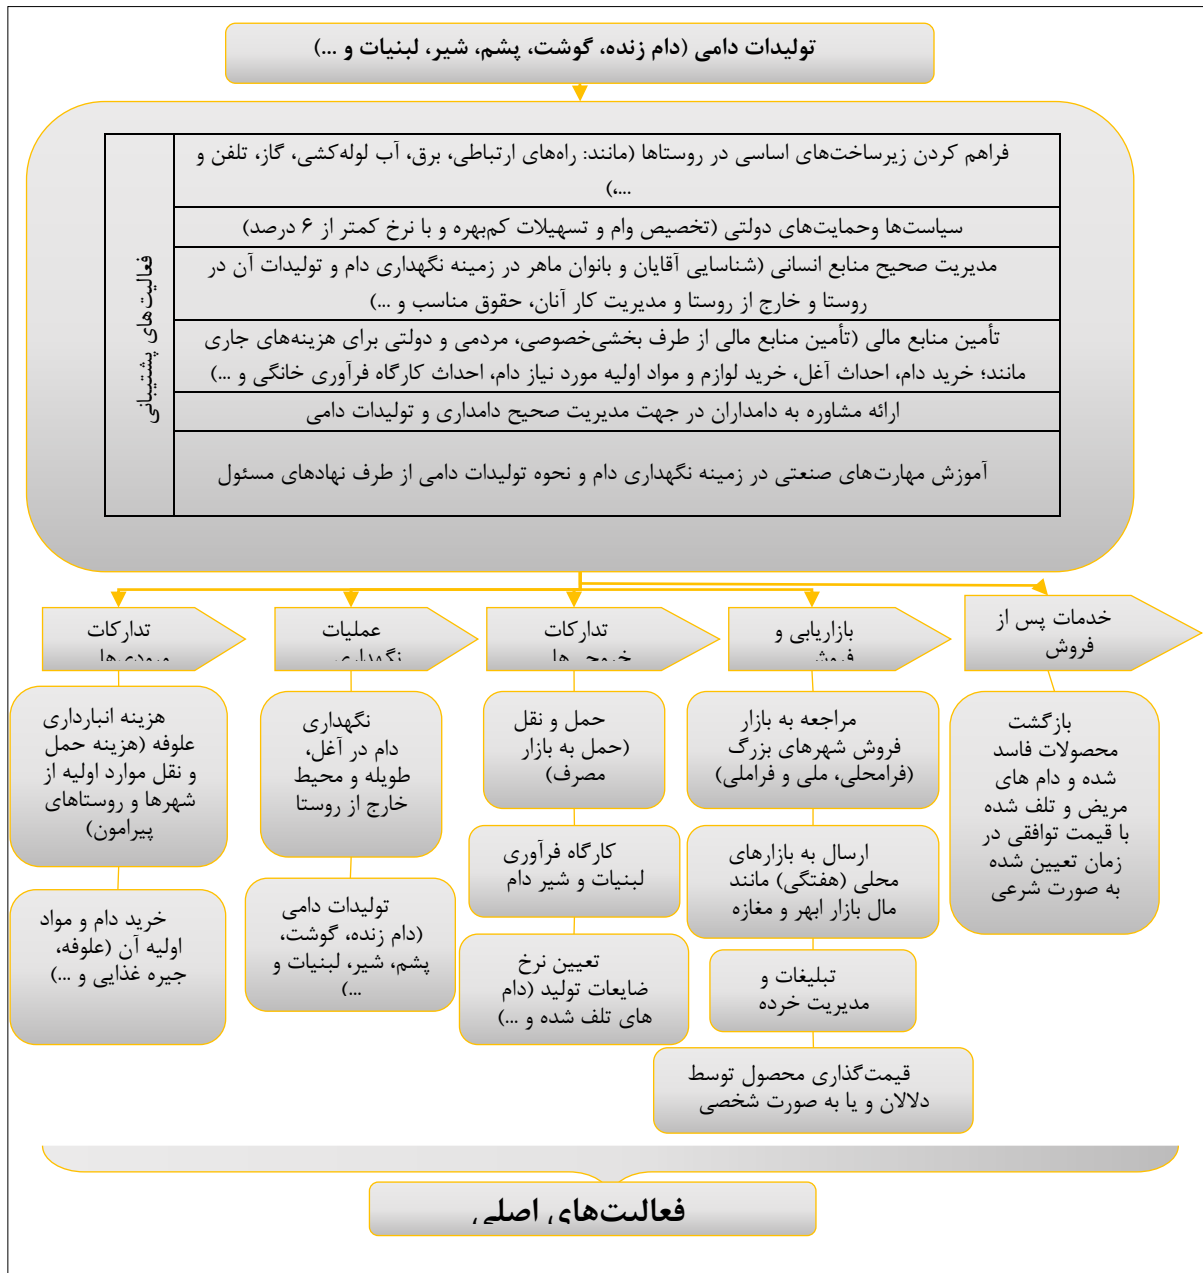 تولیدات دامی (دام زنده، گوشت، پشم، شیر، لبنیات و ...)
فعالیت‌های پشتیبانی
فراهم کردن زیرساخت‌های اساسی در روستاها (مانند: راه‌های ارتباطی، برق، آب لوله‌کشی، گاز، تلفن و
...،)
سیاست‌ها وحمایت‌های دولتی (تخصیص وام و تسهیلات کم‌بهره و با نرخ کمتر از ۶ درصد)
مدیریت صحیح منابع انسانی (شناسایی آقایان و بانوان ماهر در زمینه نگهداری دام و تولیدات آن در
روستا و خارج از روستا و مدیریت کار آنان، حقوق مناسب و ...)
تأمین منابع مالی (تأمین منابع مالی از طرف بخشی‌خصوصی، مردمی و دولتی برای هزینه‌های جاری
مانند؛ خرید دام، احداث آغل، خرید لوازم و مواد اولیه مورد نیاز دام، احداث کارگاه فرآوری خانگی و ...)
ارائه مشاوره به دامداران در جهت مدیریت صحیح دامداری و تولیدات دامی
آموزش مهارت‌های صنعتی در زمینه نگهداری دام و نحوه تولیدات دامی از طرف نهادهای مسئول
خدمات پس از
فروش
بازگشت
محصولات فاسد
شده و دام های
مریض و تلف شده
با قیمت توافقی در
زمان تعیین شده
به صورت شرعی
بازاریابی و
فروش
مراجعه به بازار
فروش شهرهای بزرگ
(فرامحلی، ملی و فراملی)
ارسال به بازارهای
محلی (هفتگی) مانند
مال بازار ابهر و مغازه
تبلیغات و
مدیریت خرده
قیمت‌گذاری محصول توسط
دلالان و یا به صورت شخصی
تدارکات
خروجی‌ها
حمل و نقل
(حمل به بازار
مصرف)
کارگاه فرآوری
لبنیات و شیر دام
تعیین نرخ
ضایعات تولید (دام
های تلف شده و ...)
عملیات
نگهداری
نگهداری
دام در آغل،
طویله و محیط
خارج از روستا
تولیدات دامی
(دام زنده، گوشت،
پشم، شیر، لبنیات و
...)
تدارکات
ورودی‌ها
هزینه انبارداری
علوفه (هزینه حمل
و نقل موارد اولیه از
شهرها و روستاهای
پیرامون)
خرید دام و مواد
اولیه آن (علوفه،
جیره غذایی و ...)
فعالیت‌های اصلی